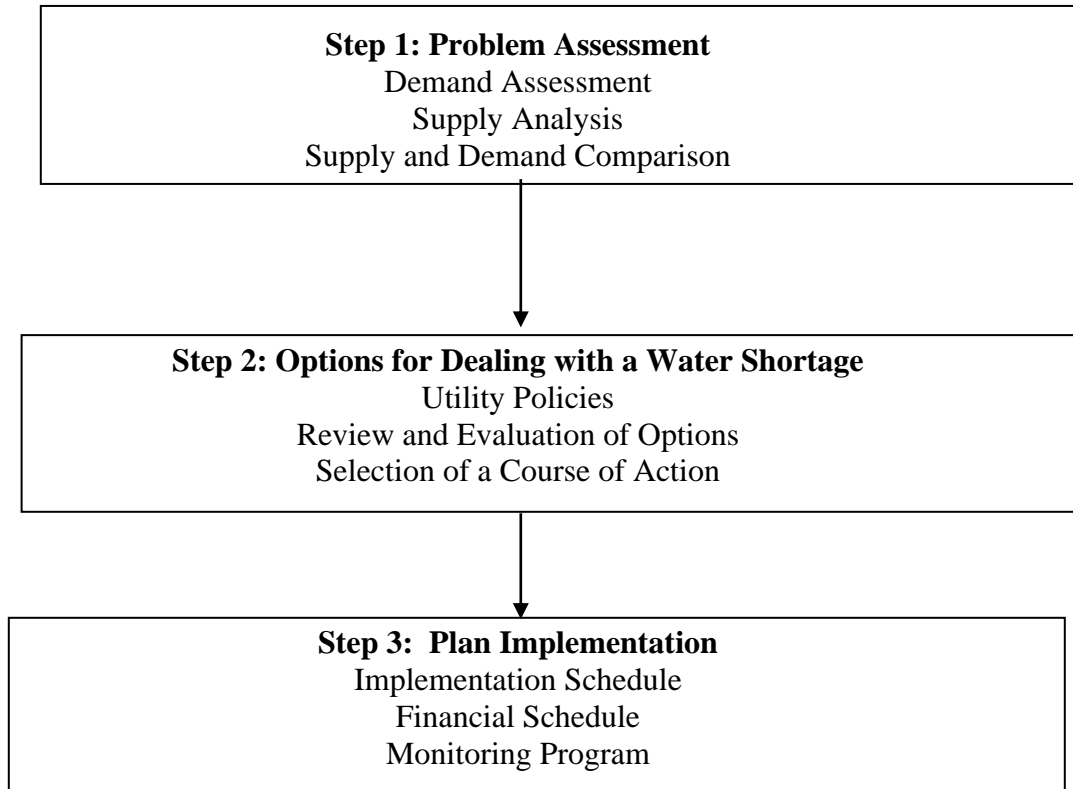 Step 1: Problem Assessment
Demand Assessment
Supply Analysis
Supply and Demand Comparison
Step 2: Options for Dealing with a Water Shortage
Utility Policies
Review and Evaluation of Options
Selection of a Course of Action
Step 3:  Plan Implementation
Implementation Schedule
Financial Schedule
Monitoring Program